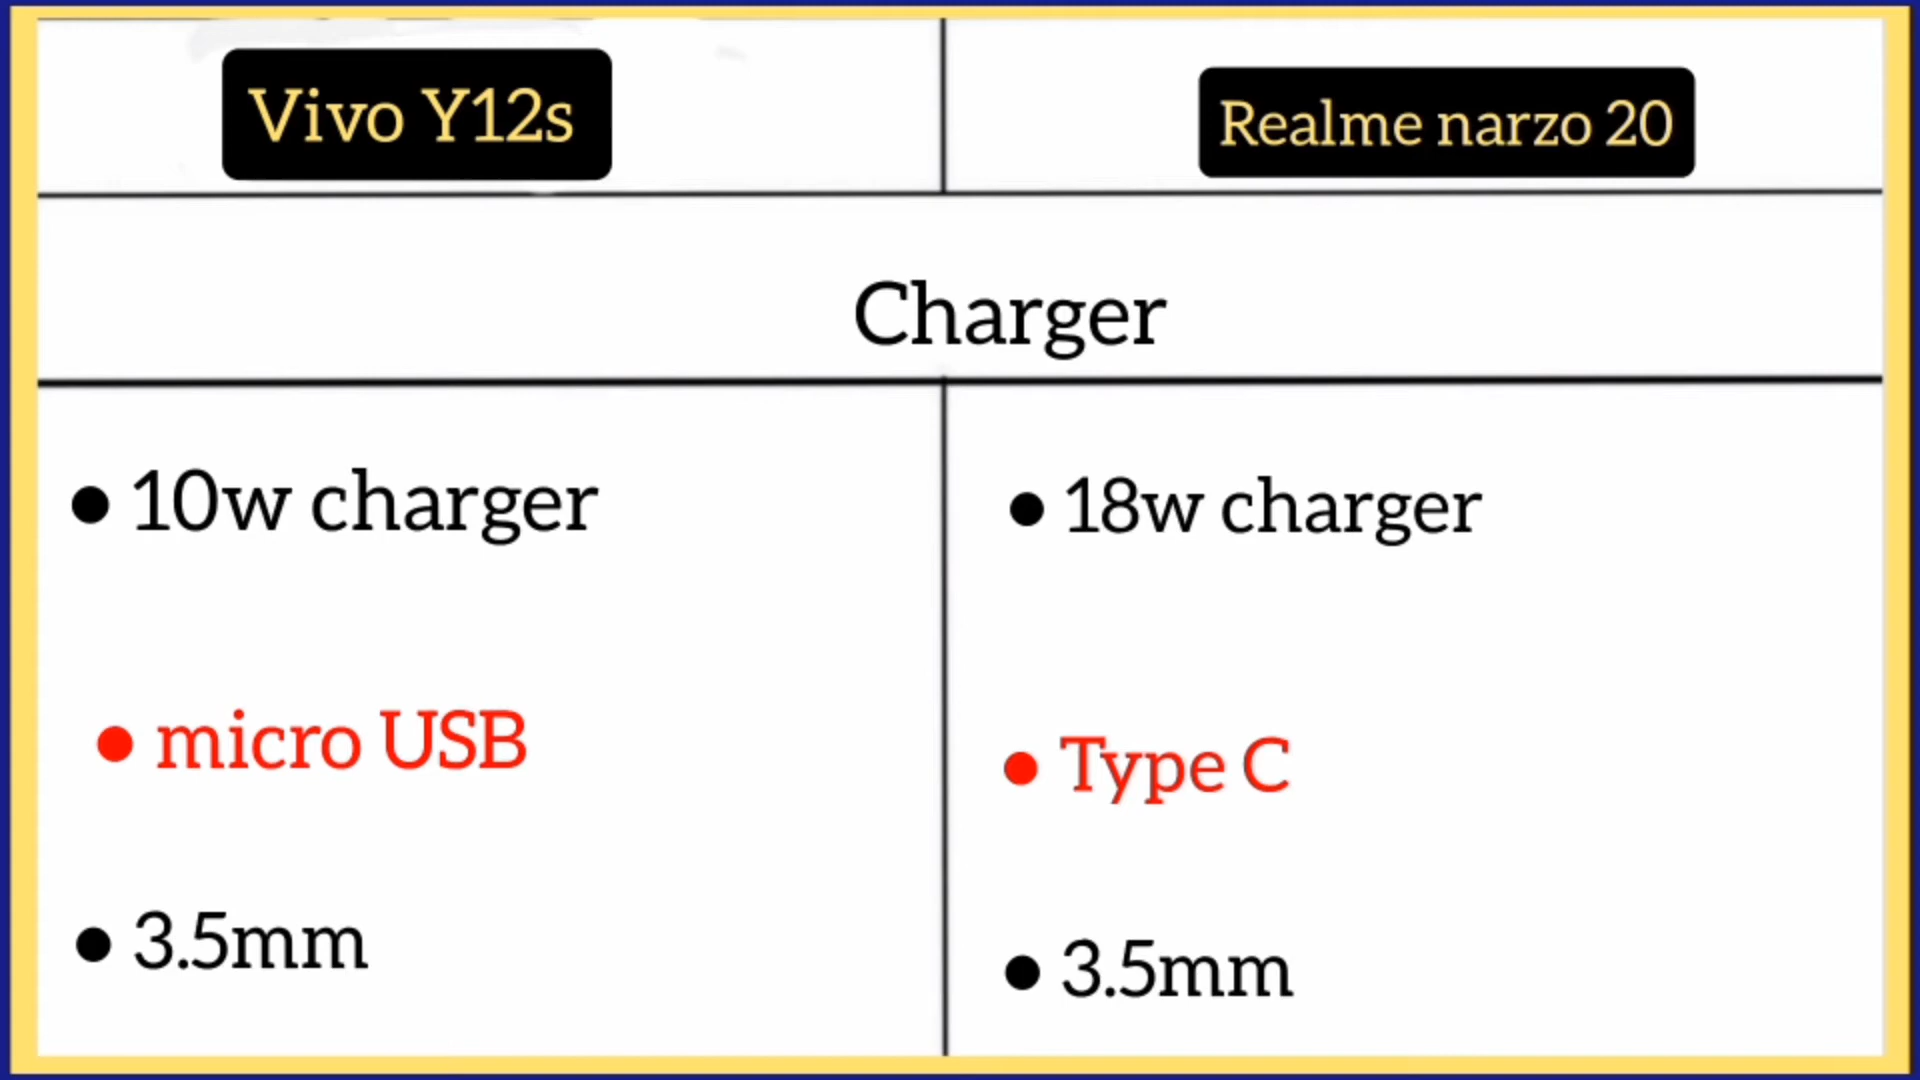 Vivo Y12s
Realme narzo 20
Charger
• 10w charger
• 18w charger
• micro USB
• Type C
• 3.5mm
• 3.5mm